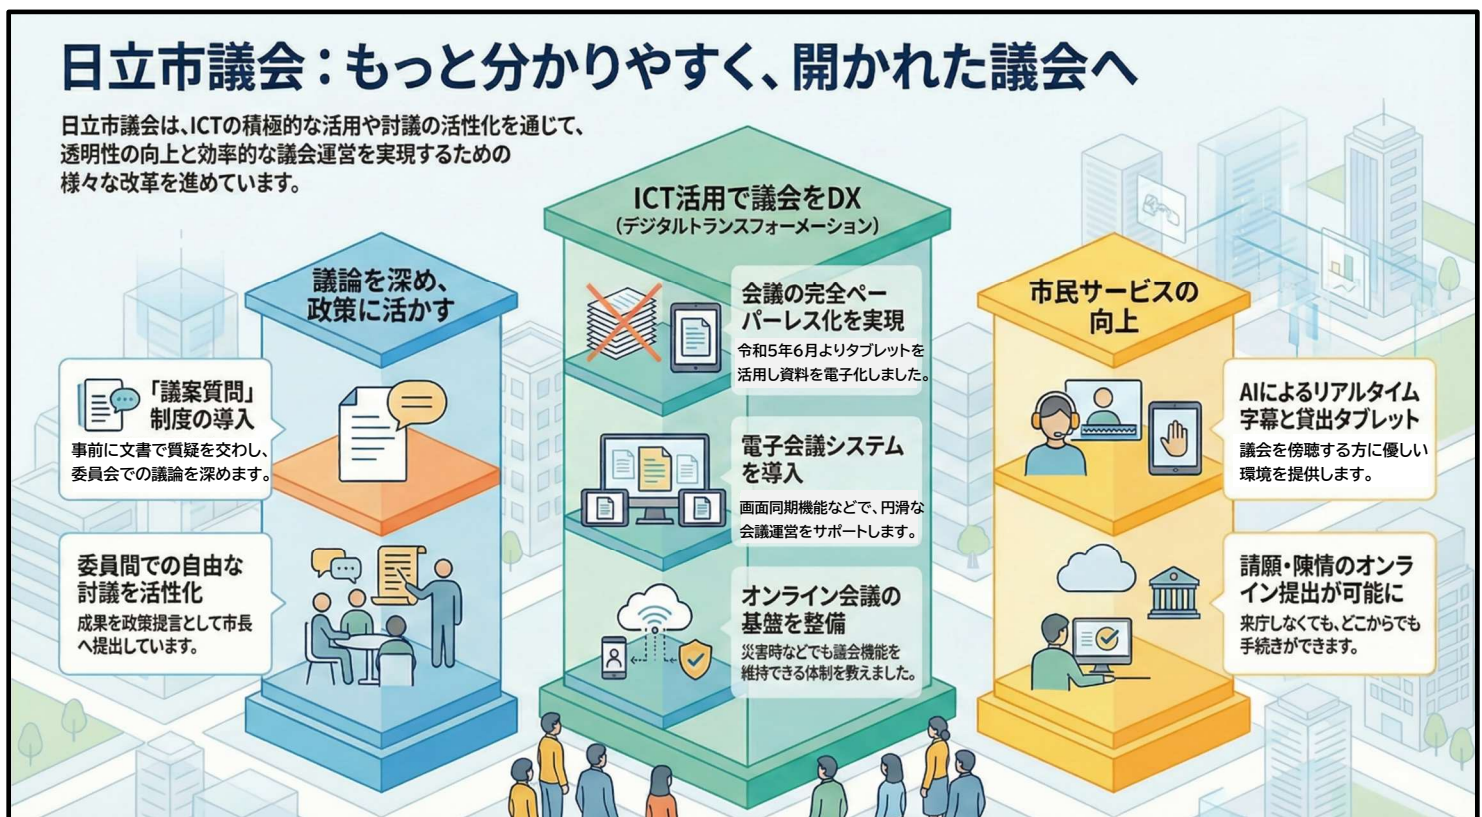 日立市議会：もっと分かりやすく、開かれた議会へ
日立市議会は、ICTの積極的な活用や討議の活性化を通じて、
透明性の向上と効率的な議会運営を実現するための
様々な改革を進めています。
議論を深め、
政策に活かす
「議案質問」
制度の導入
事前に文書で質疑を交わし、
委員会での議論を深めます。
委員間での自由な
討議を活性化
成果を政策提言として市長
へ提出しています。
ICT活用で議会をDX
（デジタルトランスフォーメーション）
会議の完全ペー
パーレス化を実現
令和5年6月よりタブレットを
活用し資料を電子化しました。
電子会議システム
を導入
画面同期機能などで、円滑な
会議運営をサポートします。
オンライン会議の
基盤を整備
災害時などでも議会機能を
維持できる体制を教えました。
市民サービスの
向上
AIによるリアルタイム
字幕と貸出タブレット
議会を傍聴する方に優しい
環境を提供します。
請願・陳情のオンラ
イン提出が可能に
来庁しなくても、どこからでも
手続きができます。